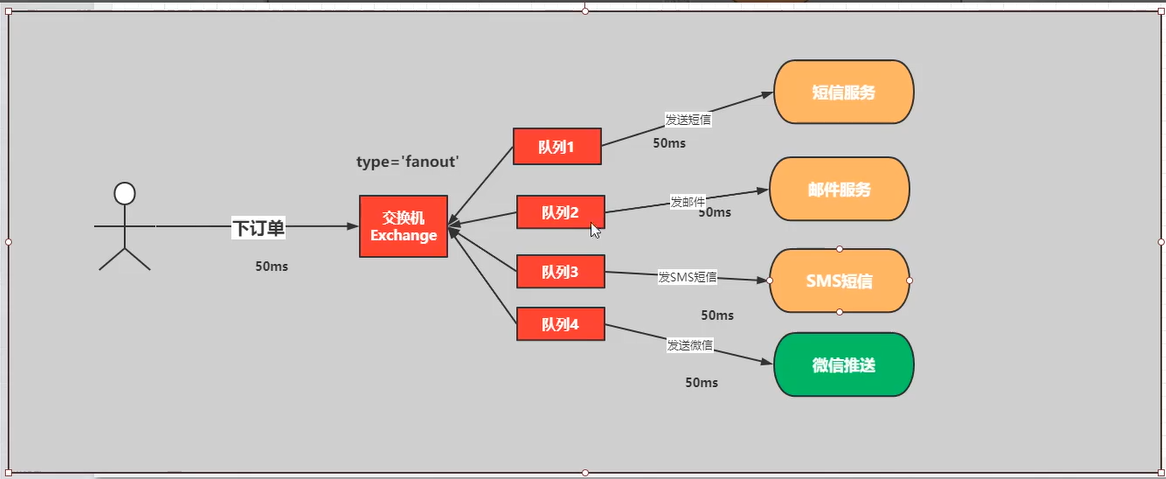 type='fanout'
下订单
50ms
交换机
Exchange
队列1
队列2
队列3
队列4
发送短信
50ms
发邮件
50ms
发SMS短信
50ms
发送微信
50ms
短信服务
邮件服务
SMS短信
微信推送